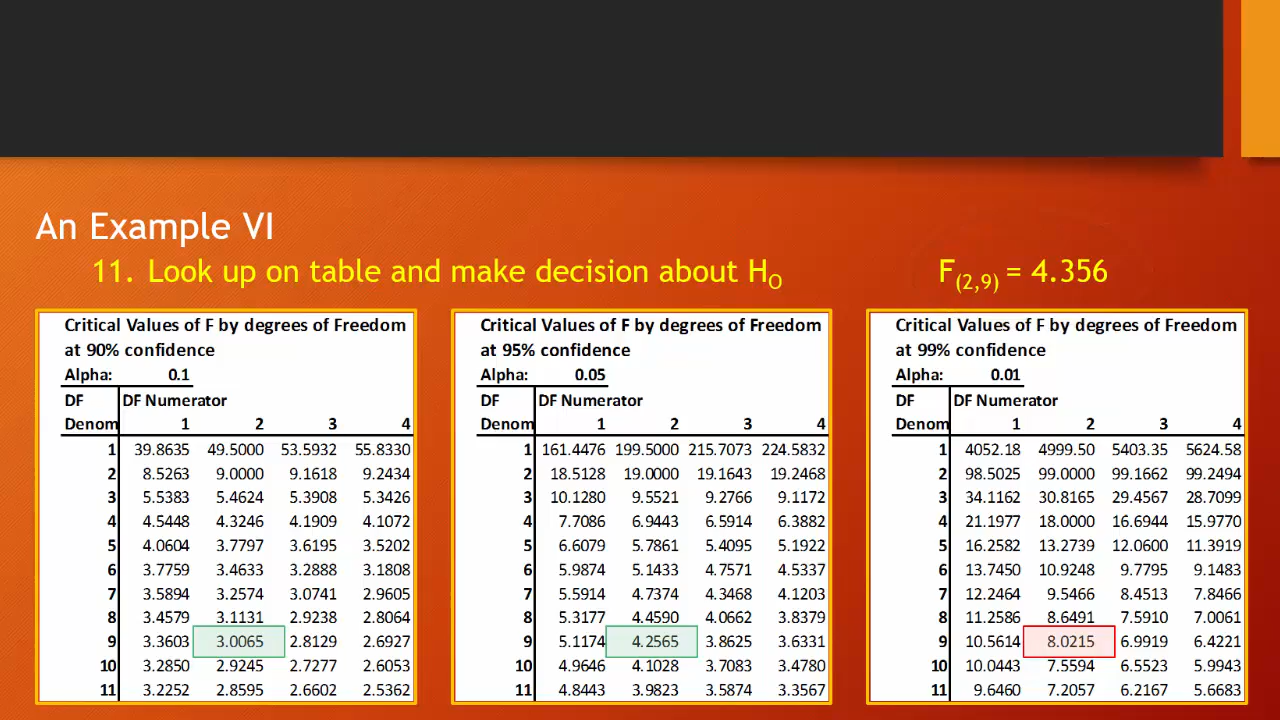 An Example VI
11. Look up on table and make decision about HO F(2,9) = 4.356
Critical Values of F by degrees of Freedom
at 90% confidence
Alpha: 0.1
DF DF Numerator
Denom 1 2 3 4
1 39.8635 49.5000 53.5932 55.8330
2 8.5263 9.0000 9.1618 9.2434
3 5.5383 5.4624 5.3908 5.3426
4 4.5448 4.3246 4.1909 4.1072
5 4.0604 3.7797 3.6195 3.5202
6 3.7759 3.4633 3.2888 3.1808
7 3.5894 3.2574 3.0741 2.9605
8 3.4579 3.1131 2.9238 2.8064
9 3.3603 3.0065 2.8129 2.6927
10 3.2850 2.9245 2.7277 2.6053
11 3.2252 2.8595 2.6602 2.5362
Critical Values of F by degrees of Freedom
at 95% confidence
Alpha: 0.05
DF DF Numerator
Denom 1 2 3 4
1 161.4476 199.5000 215.7073 224.5832
2 18.5128 19.0000 19.1643 19.2468
3 10.1280 9.5521 9.2766 9.1172
4 7.7086 6.9443 6.5914 6.3882
5 6.6079 5.7861 5.4095 5.1922
6 5.9874 5.1433 4.7571 4.5337
7 5.5914 4.7374 4.3468 4.1203
8 5.3177 4.4590 4.0662 3.8379
9 5.1174 4.2565 3.8625 3.6331
10 4.9646 4.1028 3.7083 3.4780
11 4.8443 3.9823 3.5874 3.3567
Critical Values of F by degrees of Freedom
at 99% confidence
Alpha: 0.01
DF DF Numerator
Denom 1 2 3 4
1 4052.18 4999.50 5403.35 5624.58
2 98.5025 99.0000 99.1662 99.2494
3 34.1162 30.8165 29.4567 28.7099
4 21.1977 18.0000 16.6944 15.9770
5 16.2582 13.2739 12.0600 11.3919
6 13.7450 10.9248 9.7795 9.1483
7 12.2464 9.5466 8.4513 7.8466
8 11.2586 8.6491 7.5910 7.0061
9 10.5614 8.0215 6.9919 6.4221
10 10.0443 7.5594 6.5523 5.9943
11 9.6460 7.2057 6.2167 5.6683